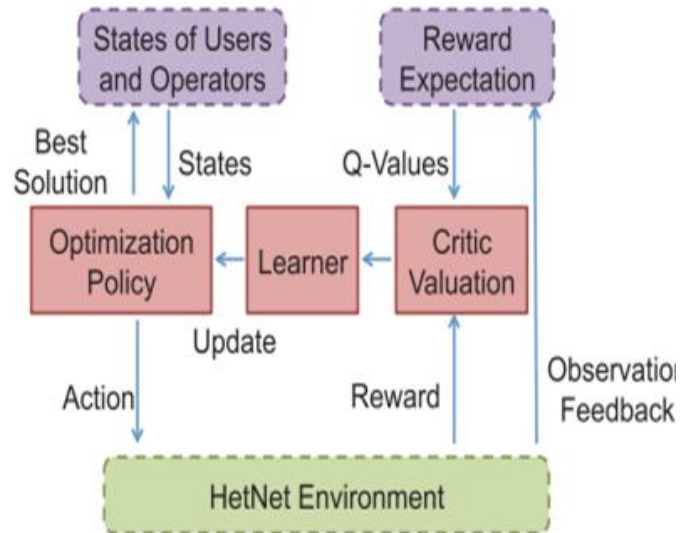 States of Users
and Operators
Reward
Expectation
Best
Solution
States
Q-Values
Optimization
Policy
Learner
Critic
Valuation
Update
Action
Reward
Observation
Feedback
HetNet Environment